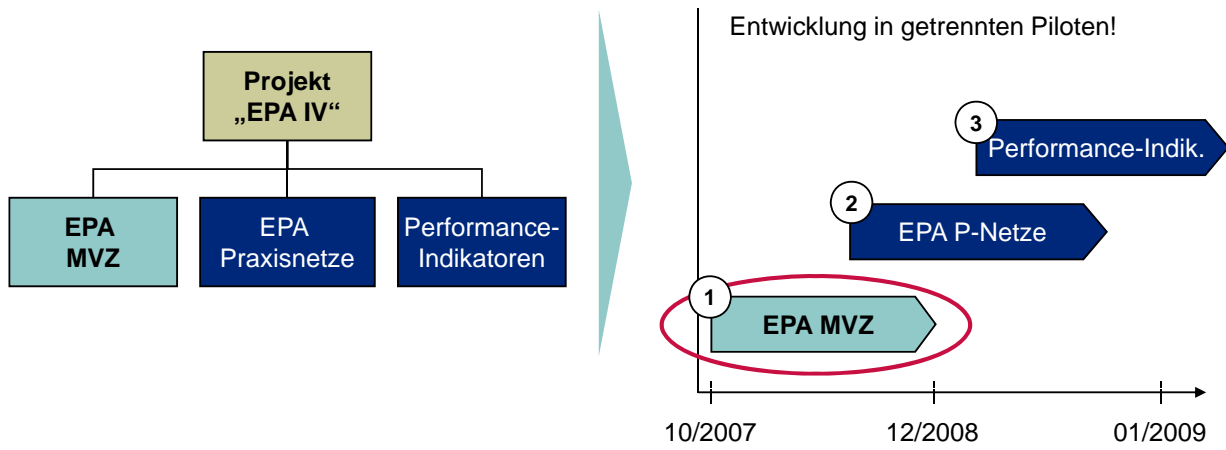 Projekt
„EPA IV“
EPA
MVZ
EPA
Praxisnetze
Performance-
Indikatoren
Entwicklung in getrennten Piloten!
3
Performance-Indik.
2
EPA P-Netze
1
EPA MVZ
10/2007
12/2008
01/2009